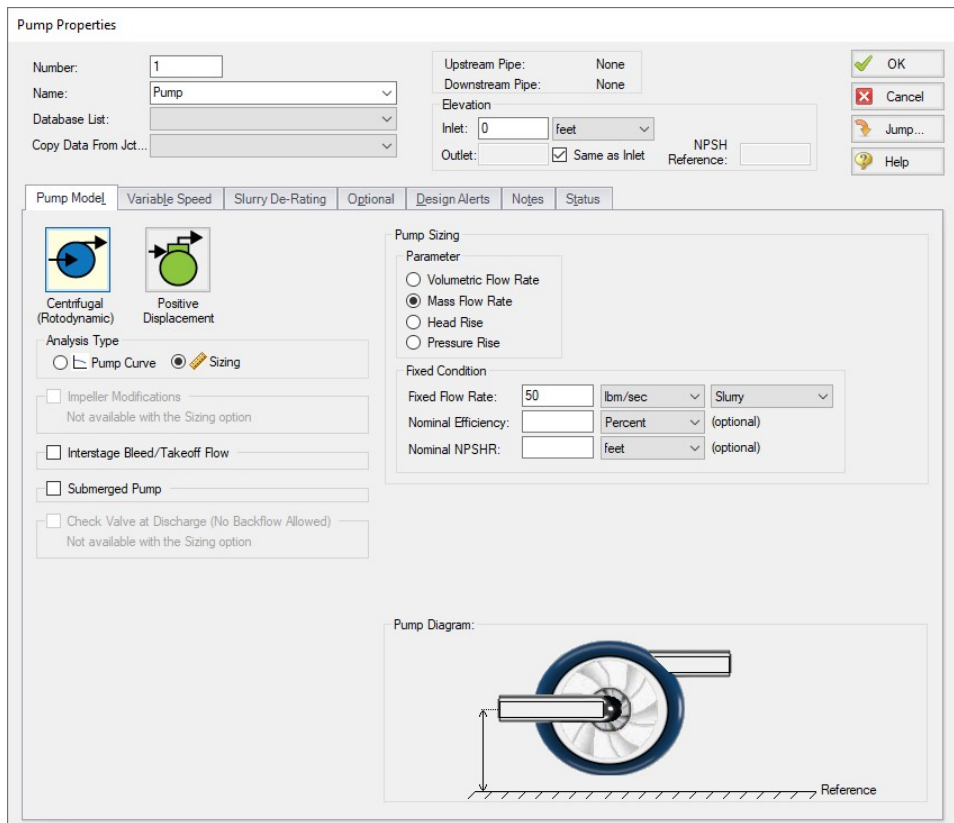 Pump Properties
Number: 1
Name: Pump
Database List:
Copy Data From Jct...
Upstream Pipe: None
Downstream Pipe: None
Elevation
Inlet: 0 feet
Outlet: Same as Inlet
NPSH
Reference:
OK
Cancel
Jump...
Help
Pump Model
Variable Speed
Slurry De-Rating
Optional
Design Alerts
Notes
Status
Centrifugal
(Rotodynamic)
Positive
Displacement
Analysis Type
Pump Curve
Sizing
Impeller Modifications
Not available with the Sizing option
Interstage Bleed/Takeoff Flow
Submerged Pump
Check Valve at Discharge (No Backflow Allowed)
Not available with the Sizing option
Pump Sizing
Parameter
Volumetric Flow Rate
Mass Flow Rate
Head Rise
Pressure Rise
Fixed Condition
Fixed Flow Rate: 50 lbm/sec Slurry
Nominal Efficiency: Percent (optional)
Nominal NPSHR: feet (optional)
Pump Diagram:
Reference